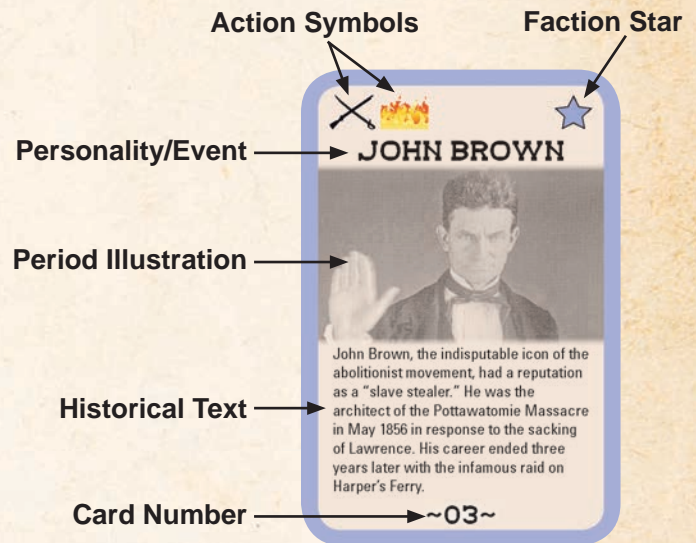 Action Symbols
Faction Star
Personality/Event
JOHN BROWN
Period Illustration
John Brown, the indisputable icon of the
abolitionist movement, had a reputation
as a “slave stealer.” He was the
architect of the Pottawatomie Massacre
in May 1856 in response to the sacking
of Lawrence. His career ended three
years later with the infamous raid on
Harper's Ferry.
Historical Text
Card Number
~03~